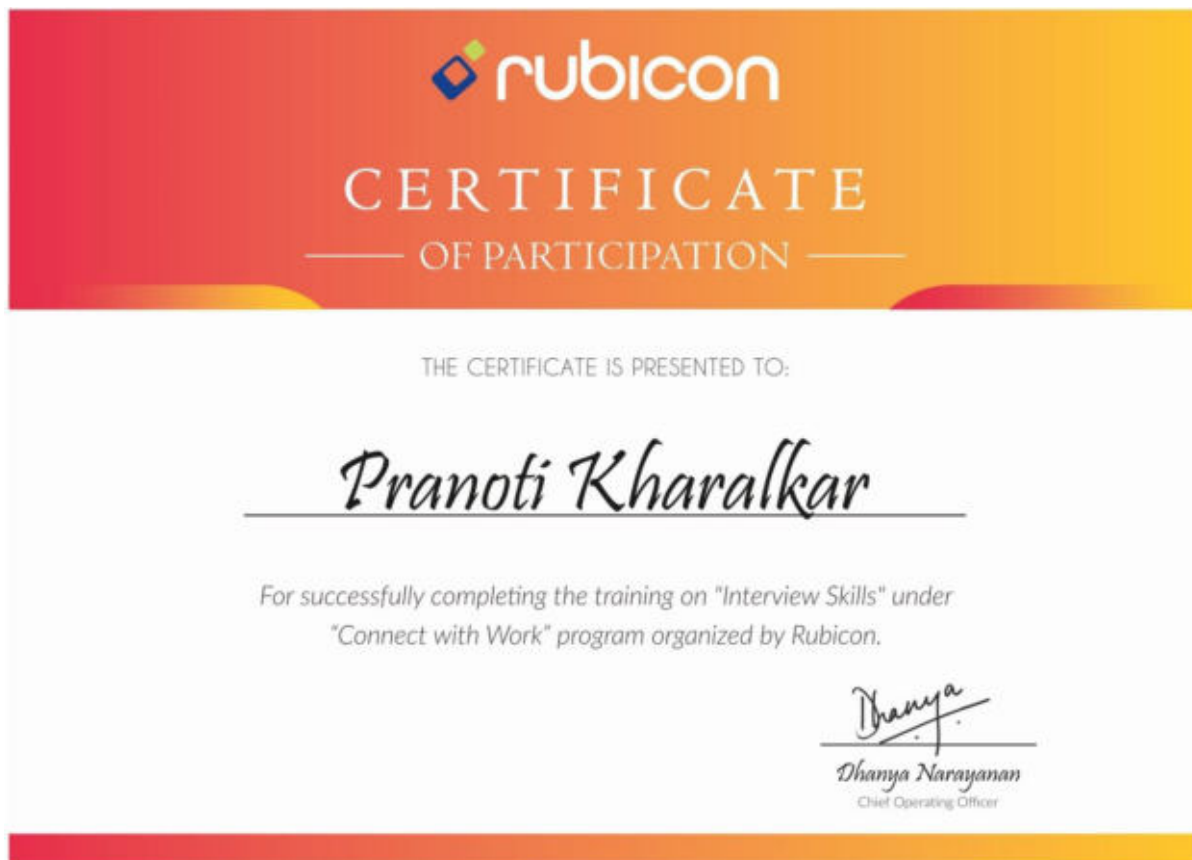 rubicon
CERTIFICATE
OF PARTICIPATION
THE CERTIFICATE IS PRESENTED TO:
Pranoti Kharalkar
For successfully completing the training on "Interview Skills" under
"Connect with Work" program organized by Rubicon.
Dhanya
Dhanya Narayanan
Chief Operating Officer